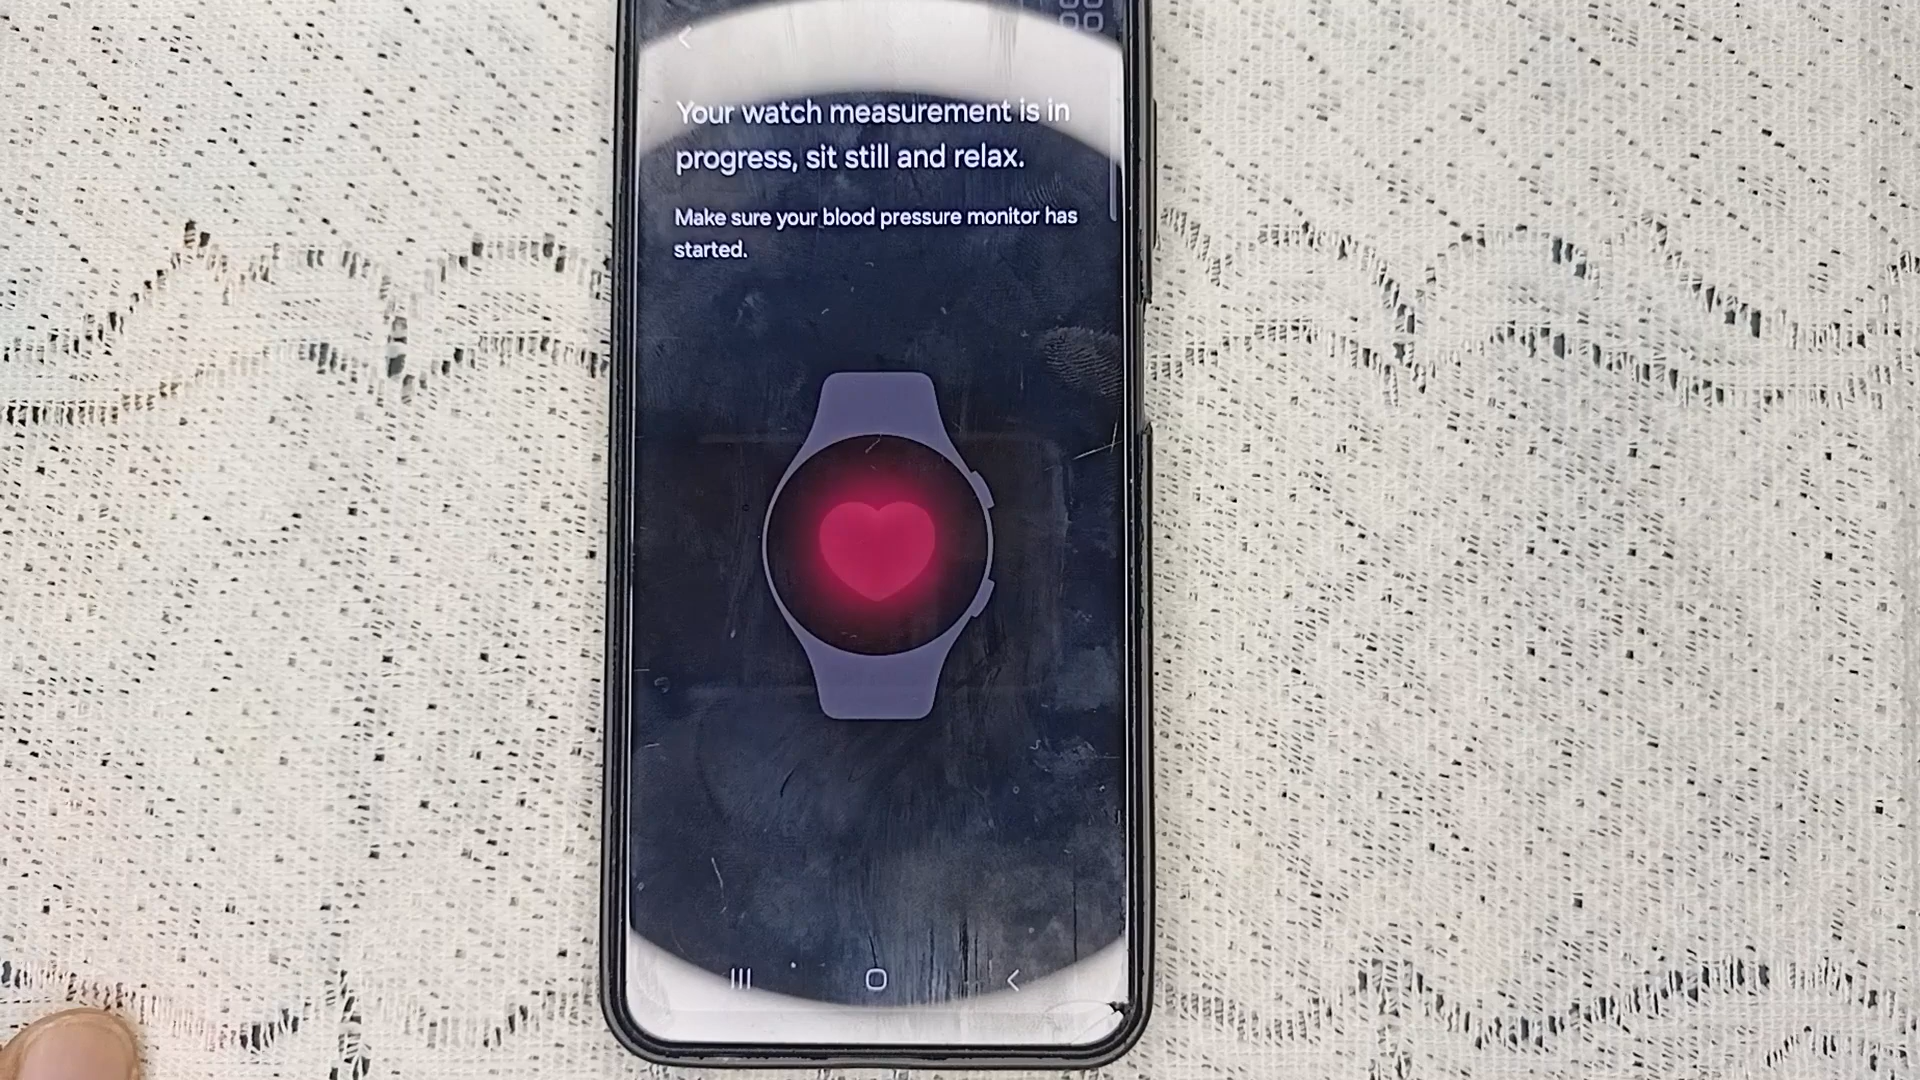 Your watch measurement is in
progress, sit still and relax.
Make sure your blood pressure monitor has
started.